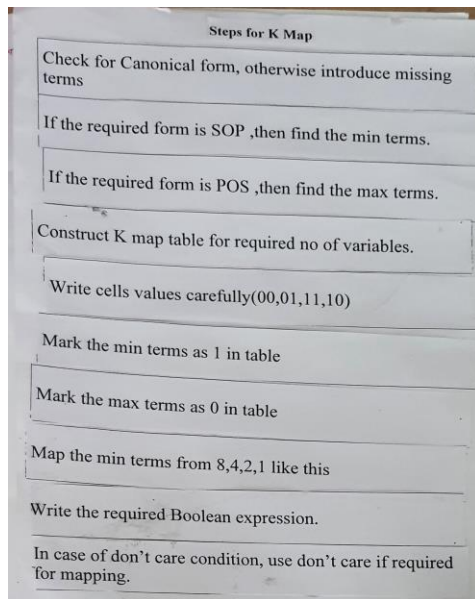 Steps for K Map
Check for Canonical form, otherwise introduce missing
terms
If the required form is SOP ,then find the min terms.
If the required form is POS ,then find the max terms.
Construct K map table for required no of variables.
Write cells values carefully(00,01,11,10)
Mark the min terms as 1 in table
Mark the max terms as 0 in table
Map the min terms from 8,4,2,1 like this
Write the required Boolean expression.
In case of don’t care condition, use don’t care if required
for mapping.